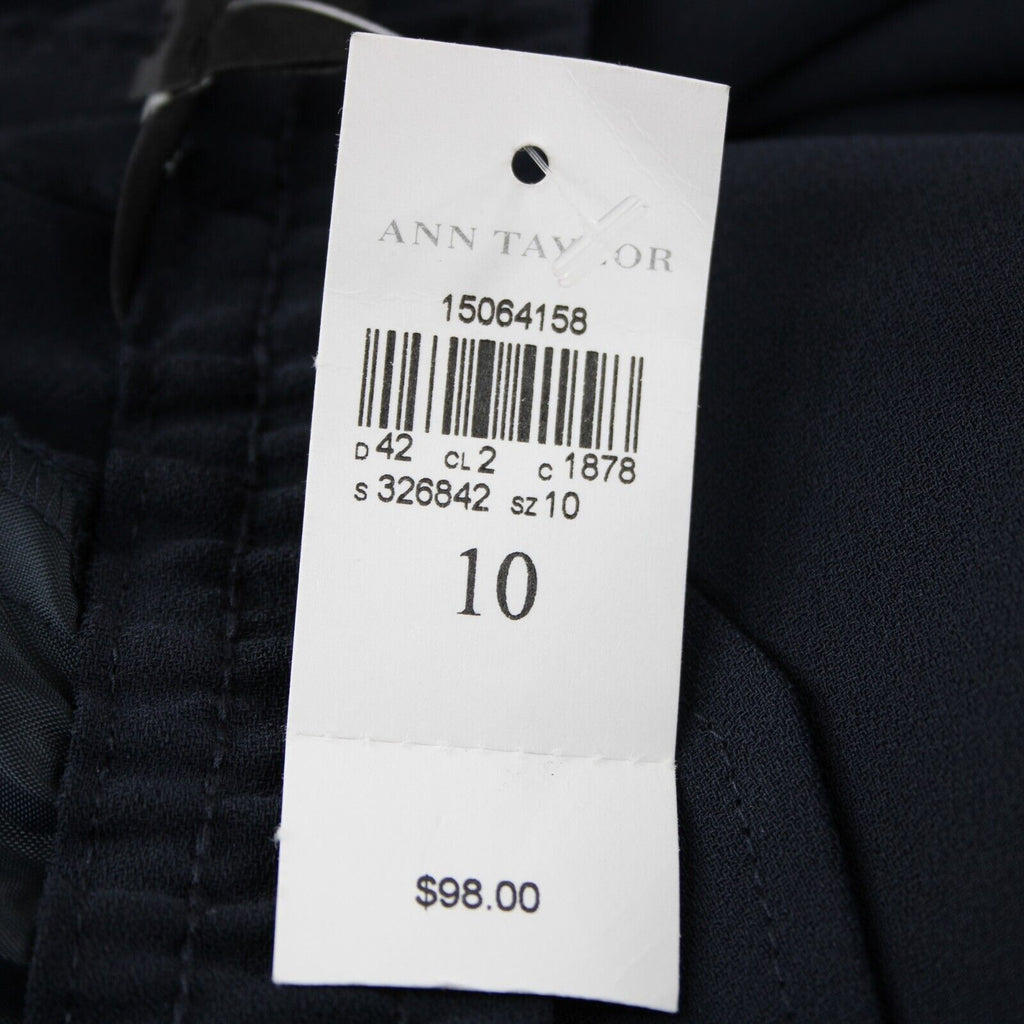 ANN TAYLOR
15064158
D 42 CL 2 C 1878
S 326842 SZ 10
10
$98.00